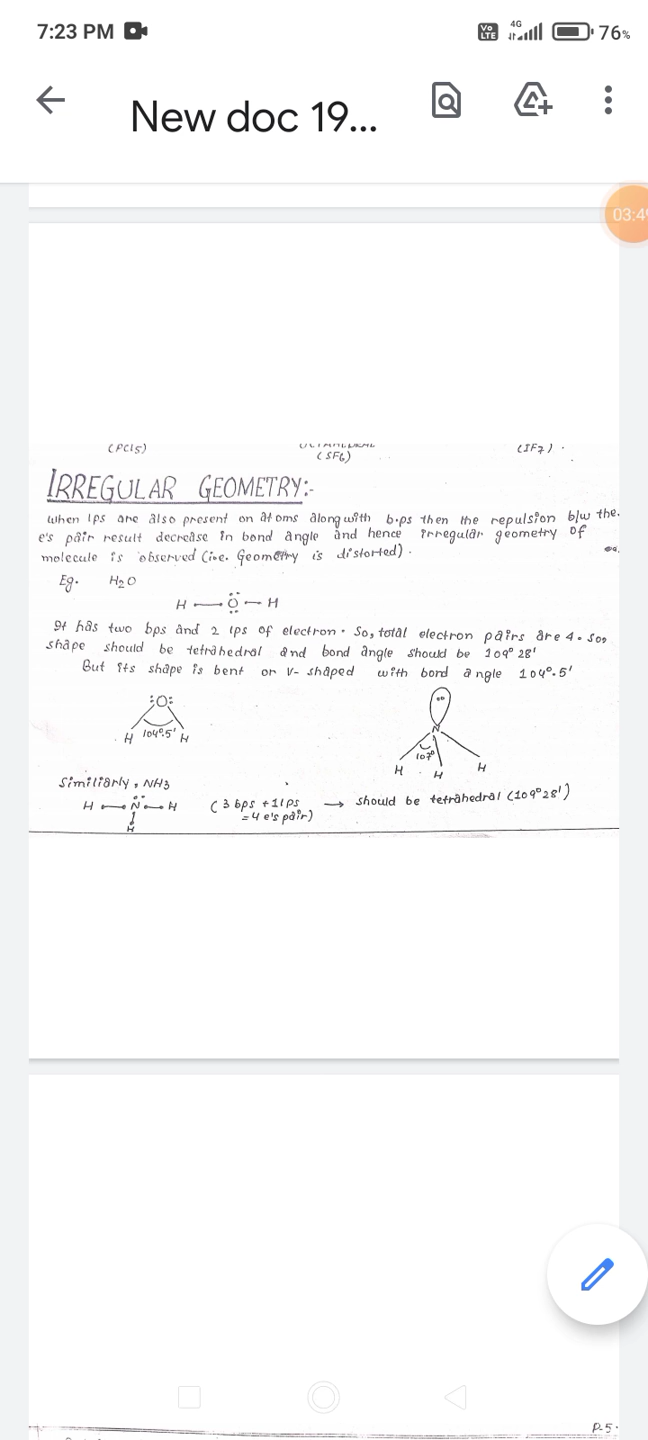 7:23 PM
Vo LTE 4G 76%
New doc 19...
03:49
(PCl5) (SF6) (IF7).
IRREGULAR GEOMETRY:-
when lps are also present on atoms along with b.ps then the repulsion b/w the.
e's pair result decrease in bond angle and hence irregular geometry of
molecule is observed (i.e. Geometry is distorted).
Eg. H2O
H — Ö — H
It has two bps and 2 lps of electron. So, total electron pairs are 4. So,
shape should be tetrahedral and bond angle should be 109° 28'
But its shape is bent or V-shaped with bond angle 104°.5'
:O:
H 104°.5' H
N
107°
H H H
Similiarly, NH3
H — N — H (3 bps + 1 lps → should be tetrahedral (109°28')
= 4 e's pair)
H
P.5.